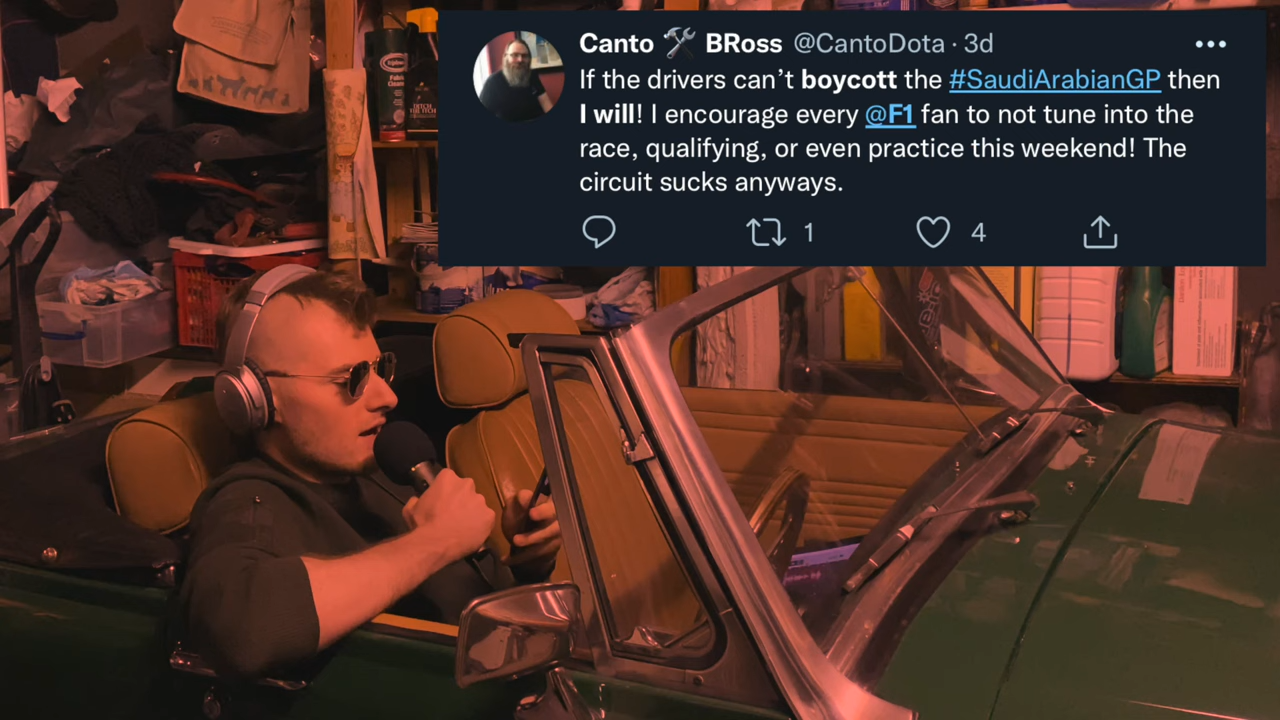 Canto 🛠 BRoss @CantoDota · 3d
If the drivers can’t boycott the #SaudiArabianGP then
I will! I encourage every @F1 fan to not tune into the
race, qualifying, or even practice this weekend! The
circuit sucks anyways.
1 4